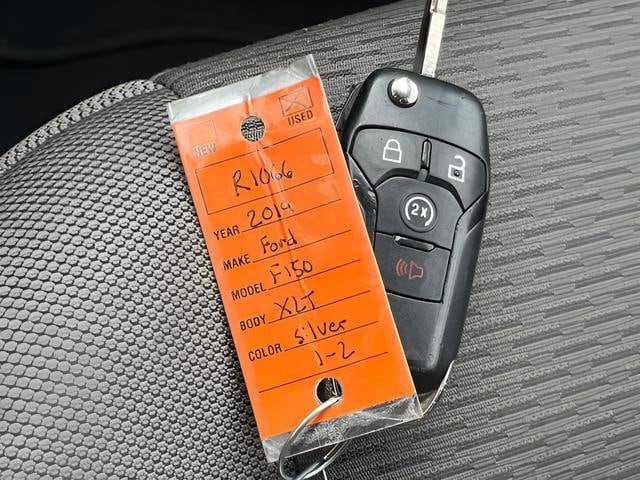 NEW
USED
R1066
YEAR 2019
MAKE Ford
MODEL F150
BODY XLT
COLOR Silver
1-2
2x